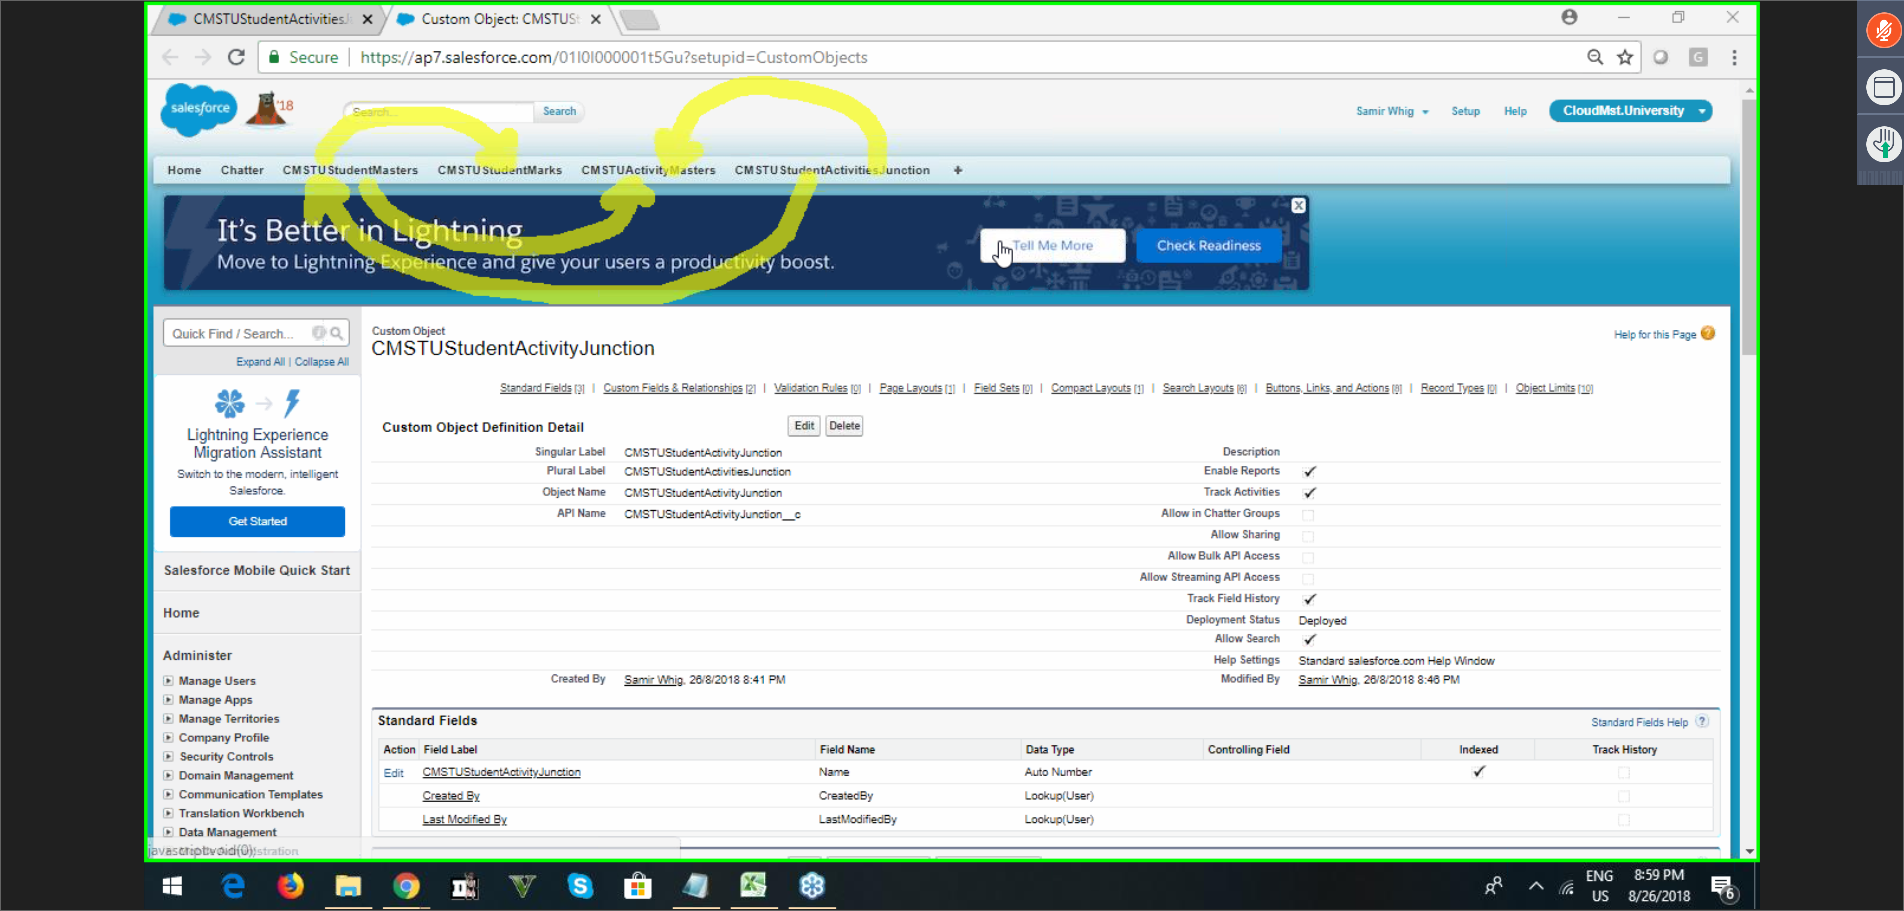 CMSTUStudentActivitiesJ
Custom Object: CMSTUSt
Secure
https://ap7.salesforce.com/01I0I000001t5Gu?setupid=CustomObjects
G
salesforce
'18
Search...
Search
Samir Whig
Setup
Help
CloudMst.University
Home
Chatter
CMSTUStudentMasters
CMSTUStudentMarks
CMSTUActivityMasters
CMSTUStudentActivitiesJunction
+
It's Better in Lightning
Move to Lightning Experience and give your users a productivity boost.
Tell Me More
Check Readiness
Quick Find / Search...
Expand All | Collapse All
Lightning Experience
Migration Assistant
Switch to the modern, intelligent
Salesforce.
Get Started
Salesforce Mobile Quick Start
Home
Administer
Manage Users
Manage Apps
Manage Territories
Company Profile
Security Controls
Domain Management
Communication Templates
Translation Workbench
Data Management
javascript:void(0)
Custom Object
CMSTUStudentActivityJunction
Help for this Page
Standard Fields [3] | Custom Fields & Relationships [2] | Validation Rules [0] | Page Layouts [1] | Field Sets [0] | Compact Layouts [1] | Search Layouts [6] | Buttons, Links, and Actions [8] | Record Types [0] | Object Limits [10]
Custom Object Definition Detail
Edit
Delete
Singular Label CMSTUStudentActivityJunction
Description
Plural Label CMSTUStudentActivitiesJunction
Enable Reports
Object Name CMSTUStudentActivityJunction
Track Activities
API Name CMSTUStudentActivityJunction__c
Allow in Chatter Groups
Allow Sharing
Allow Bulk API Access
Allow Streaming API Access
Track Field History
Deployment Status Deployed
Allow Search
Help Settings Standard salesforce.com Help Window
Created By Samir Whig, 26/8/2018 8:41 PM
Modified By Samir Whig, 26/8/2018 8:46 PM
Standard Fields
Standard Fields Help ?
Action Field Label Field Name Data Type Controlling Field Indexed Track History
Edit CMSTUStudentActivityJunction Name Auto Number
Created By CreatedBy Lookup(User)
Last Modified By LastModifiedBy Lookup(User)
ENG
US
8:59 PM
8/26/2018
6